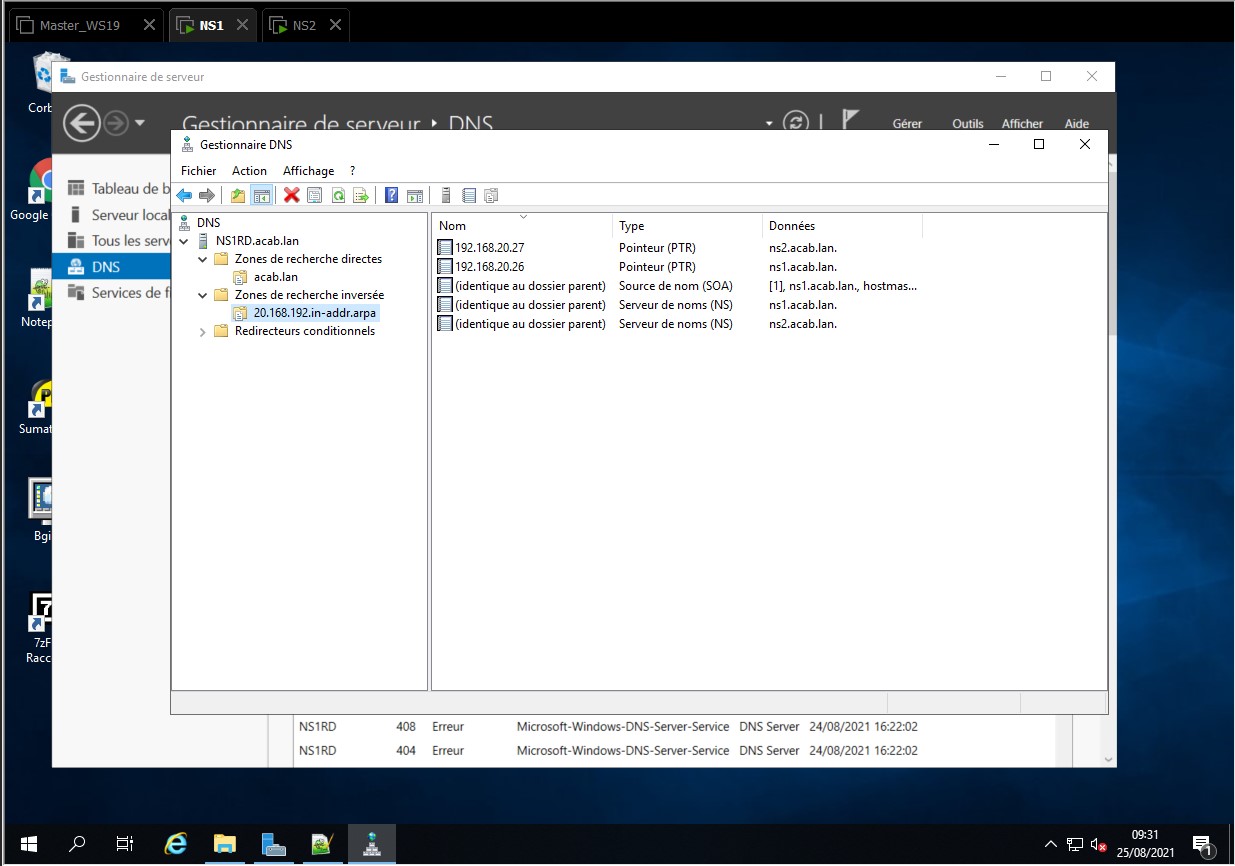 Master_WS19
NS1
NS2
Gestionnaire de serveur
Gestionnaire de serveur DNS
Gérer Outils Afficher Aide
Gestionnaire DNS
Fichier Action Affichage ?
Tableau de b
Serveur local
Tous les serv
DNS
Services de fi
DNS
NS1RD.acab.lan
Zones de recherche directes
acab.lan
Zones de recherche inversée
20.168.192.in-addr.arpa
Redirecteurs conditionnels
Nom Type Données
192.168.20.27 Pointeur (PTR) ns2.acab.lan.
192.168.20.26 Pointeur (PTR) ns1.acab.lan.
(identique au dossier parent) Source de nom (SOA) [1], ns1.acab.lan., hostmas...
(identique au dossier parent) Serveur de noms (NS) ns1.acab.lan.
(identique au dossier parent) Serveur de noms (NS) ns2.acab.lan.
NS1RD 408 Erreur Microsoft-Windows-DNS-Server-Service DNS Server 24/08/2021 16:22:02
NS1RD 404 Erreur Microsoft-Windows-DNS-Server-Service DNS Server 24/08/2021 16:22:02
Corb
Google
Notep
Sumat
Bgi
7zF
Racc
09:31
25/08/2021
1